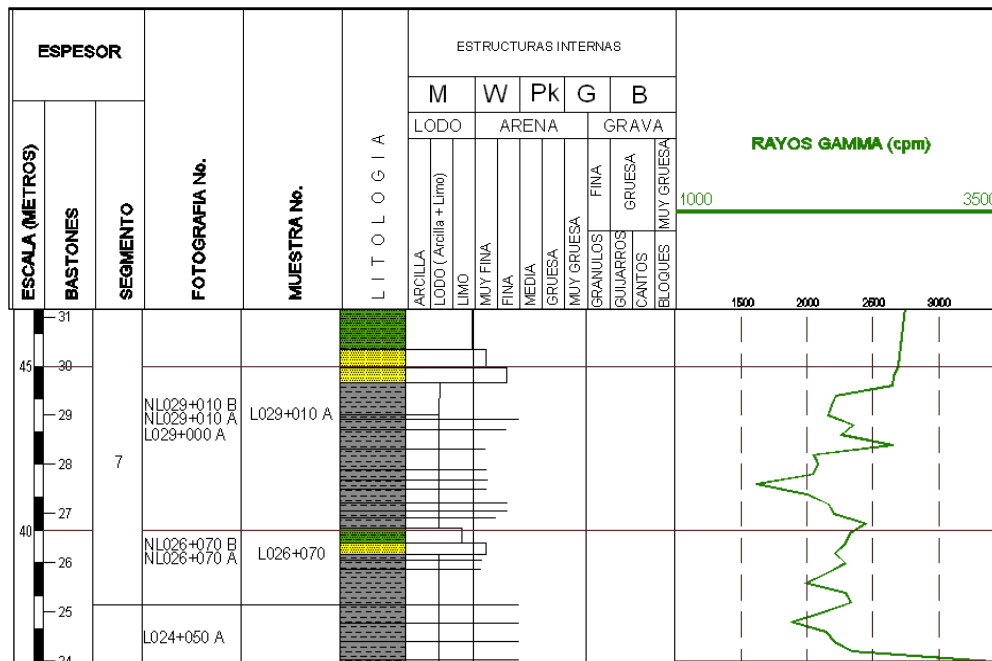 ESPESOR
ESTRUCTURAS INTERNAS
M W Pk G B
LODO ARENA GRAVA
ESCALA (METROS)
BASTONES
SEGMENTO
FOTOGRAFIA No.
MUESTRA No.
LITOLOGIA
ARCILLA
LODO ( Arcilla + Limo)
LIMO
MUY FINA
FINA
MEDIA
GRUESA
MUY GRUESA
FINA
GRANULOS
GRUESA
GUIJARROS
CANTOS
MUY GRUESA
BLOQUES
RAYOS GAMMA (cpm)
1000 3500
1500 2000 2500 3000
31
45 30
NL029+010 B
29 NL029+010 A L029+010 A
L029+000 A
28 7
27
40
NL026+070 B
26 NL026+070 A L026+070
25
L024+050 A
24